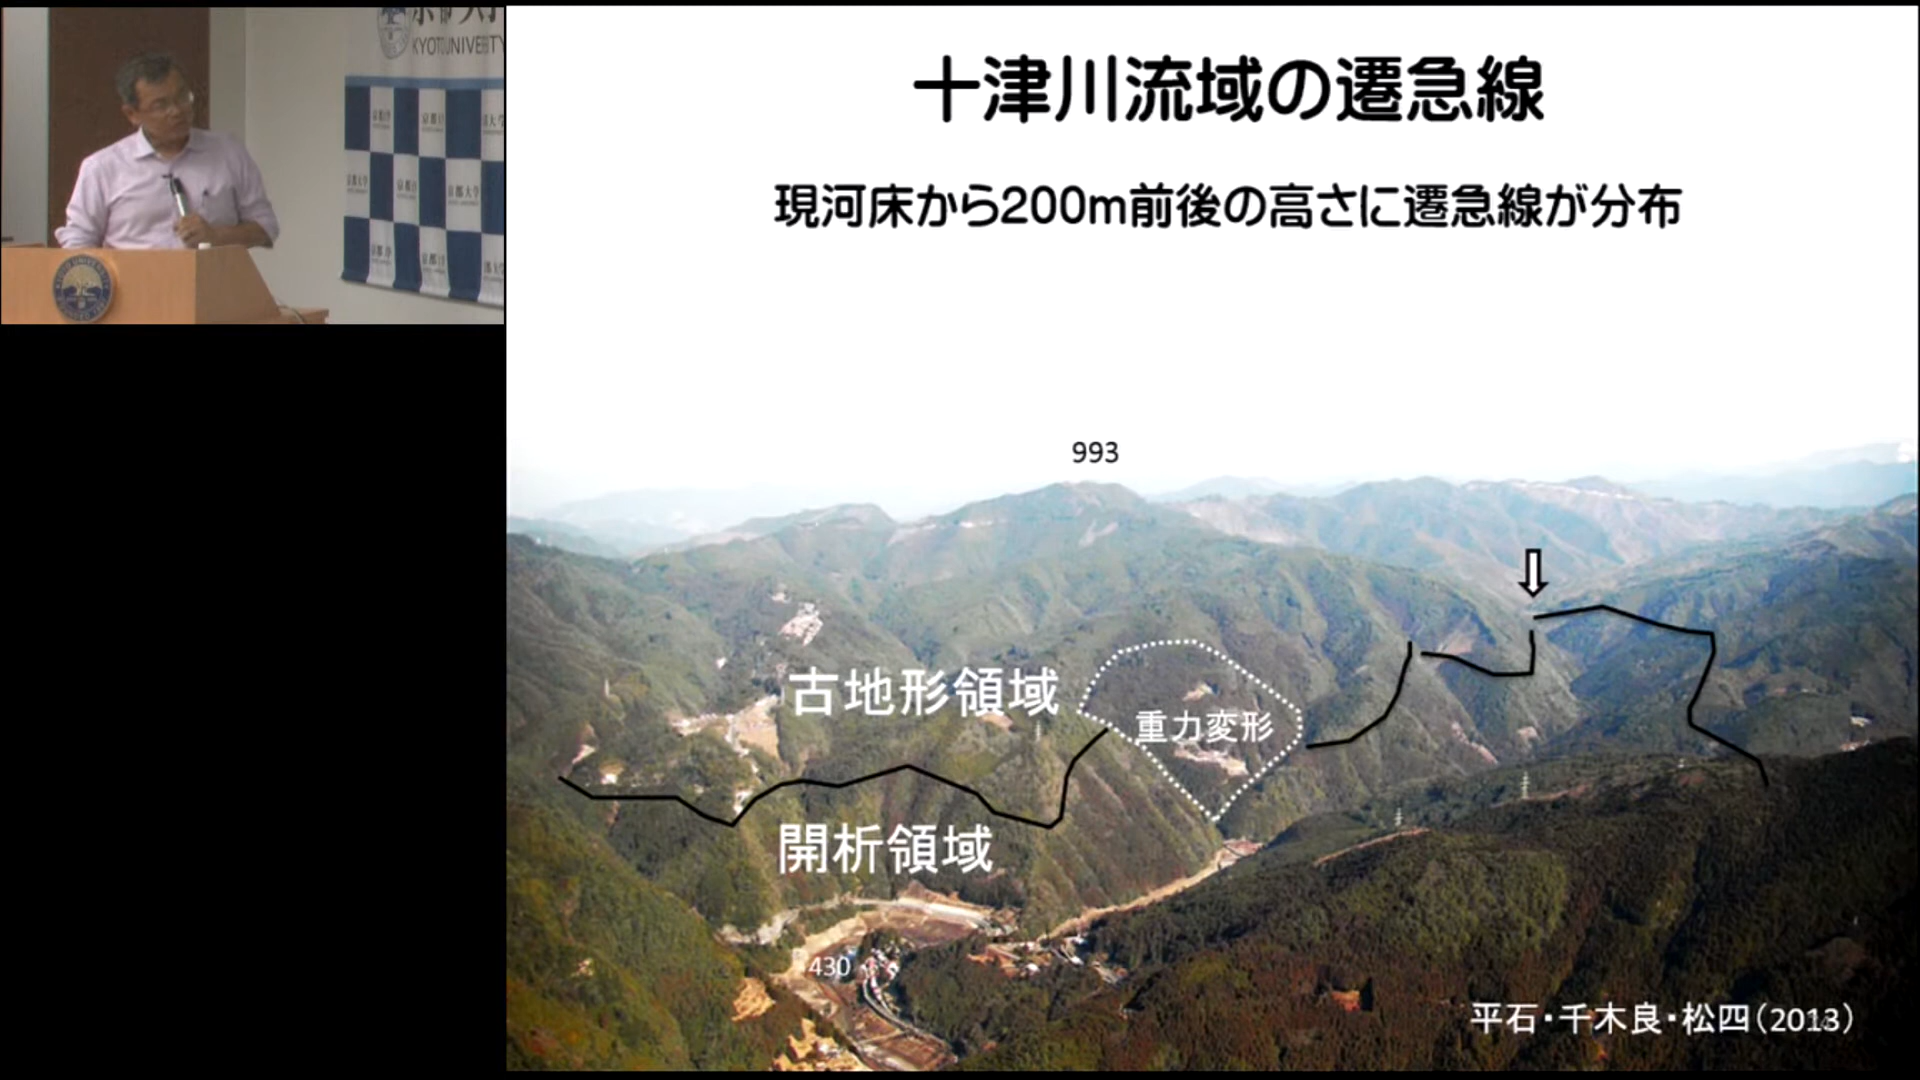 KYOTO UNIVERSITY
十津川流域の遷急線
現河床から200m前後の高さに遷急線が分布
993
古地形領域
重力変形
開析領域
430
平石・千木良・松四(2013)